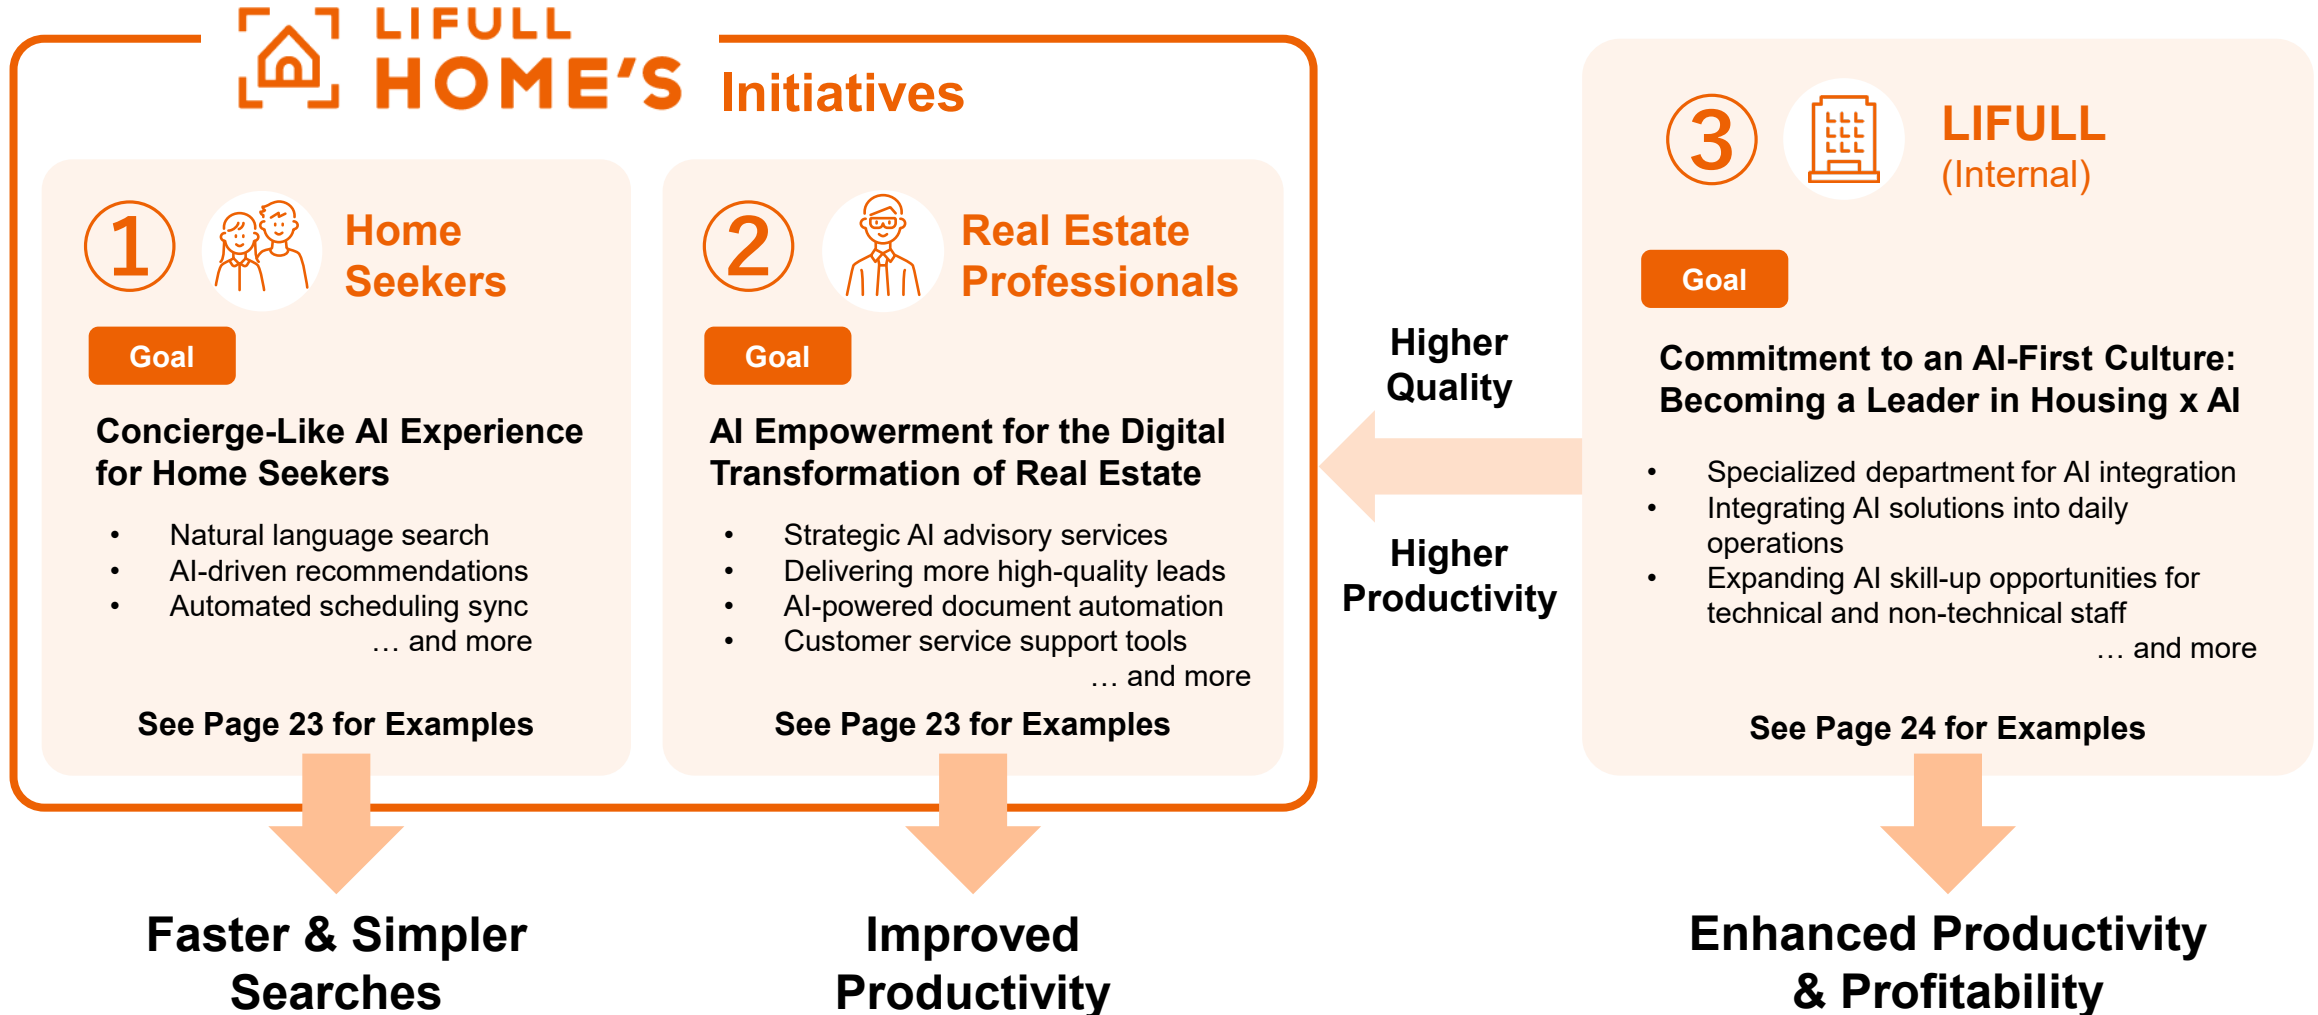 LIFULL
HOME'S Initiatives
①
Home
Seekers
Goal
Concierge-Like AI Experience
for Home Seekers
• Natural language search
• AI-driven recommendations
• Automated scheduling sync
… and more
See Page 23 for Examples
Faster & Simpler
Searches
②
Real Estate
Professionals
Goal
AI Empowerment for the Digital
Transformation of Real Estate
• Strategic AI advisory services
• Delivering more high-quality leads
• AI-powered document automation
• Customer service support tools
… and more
See Page 23 for Examples
Improved
Productivity
Higher
Quality
Higher
Productivity
③
LIFULL
(Internal)
Goal
Commitment to an AI-First Culture:
Becoming a Leader in Housing x AI
• Specialized department for AI integration
• Integrating AI solutions into daily
operations
• Expanding AI skill-up opportunities for
technical and non-technical staff
… and more
See Page 24 for Examples
Enhanced Productivity
& Profitability